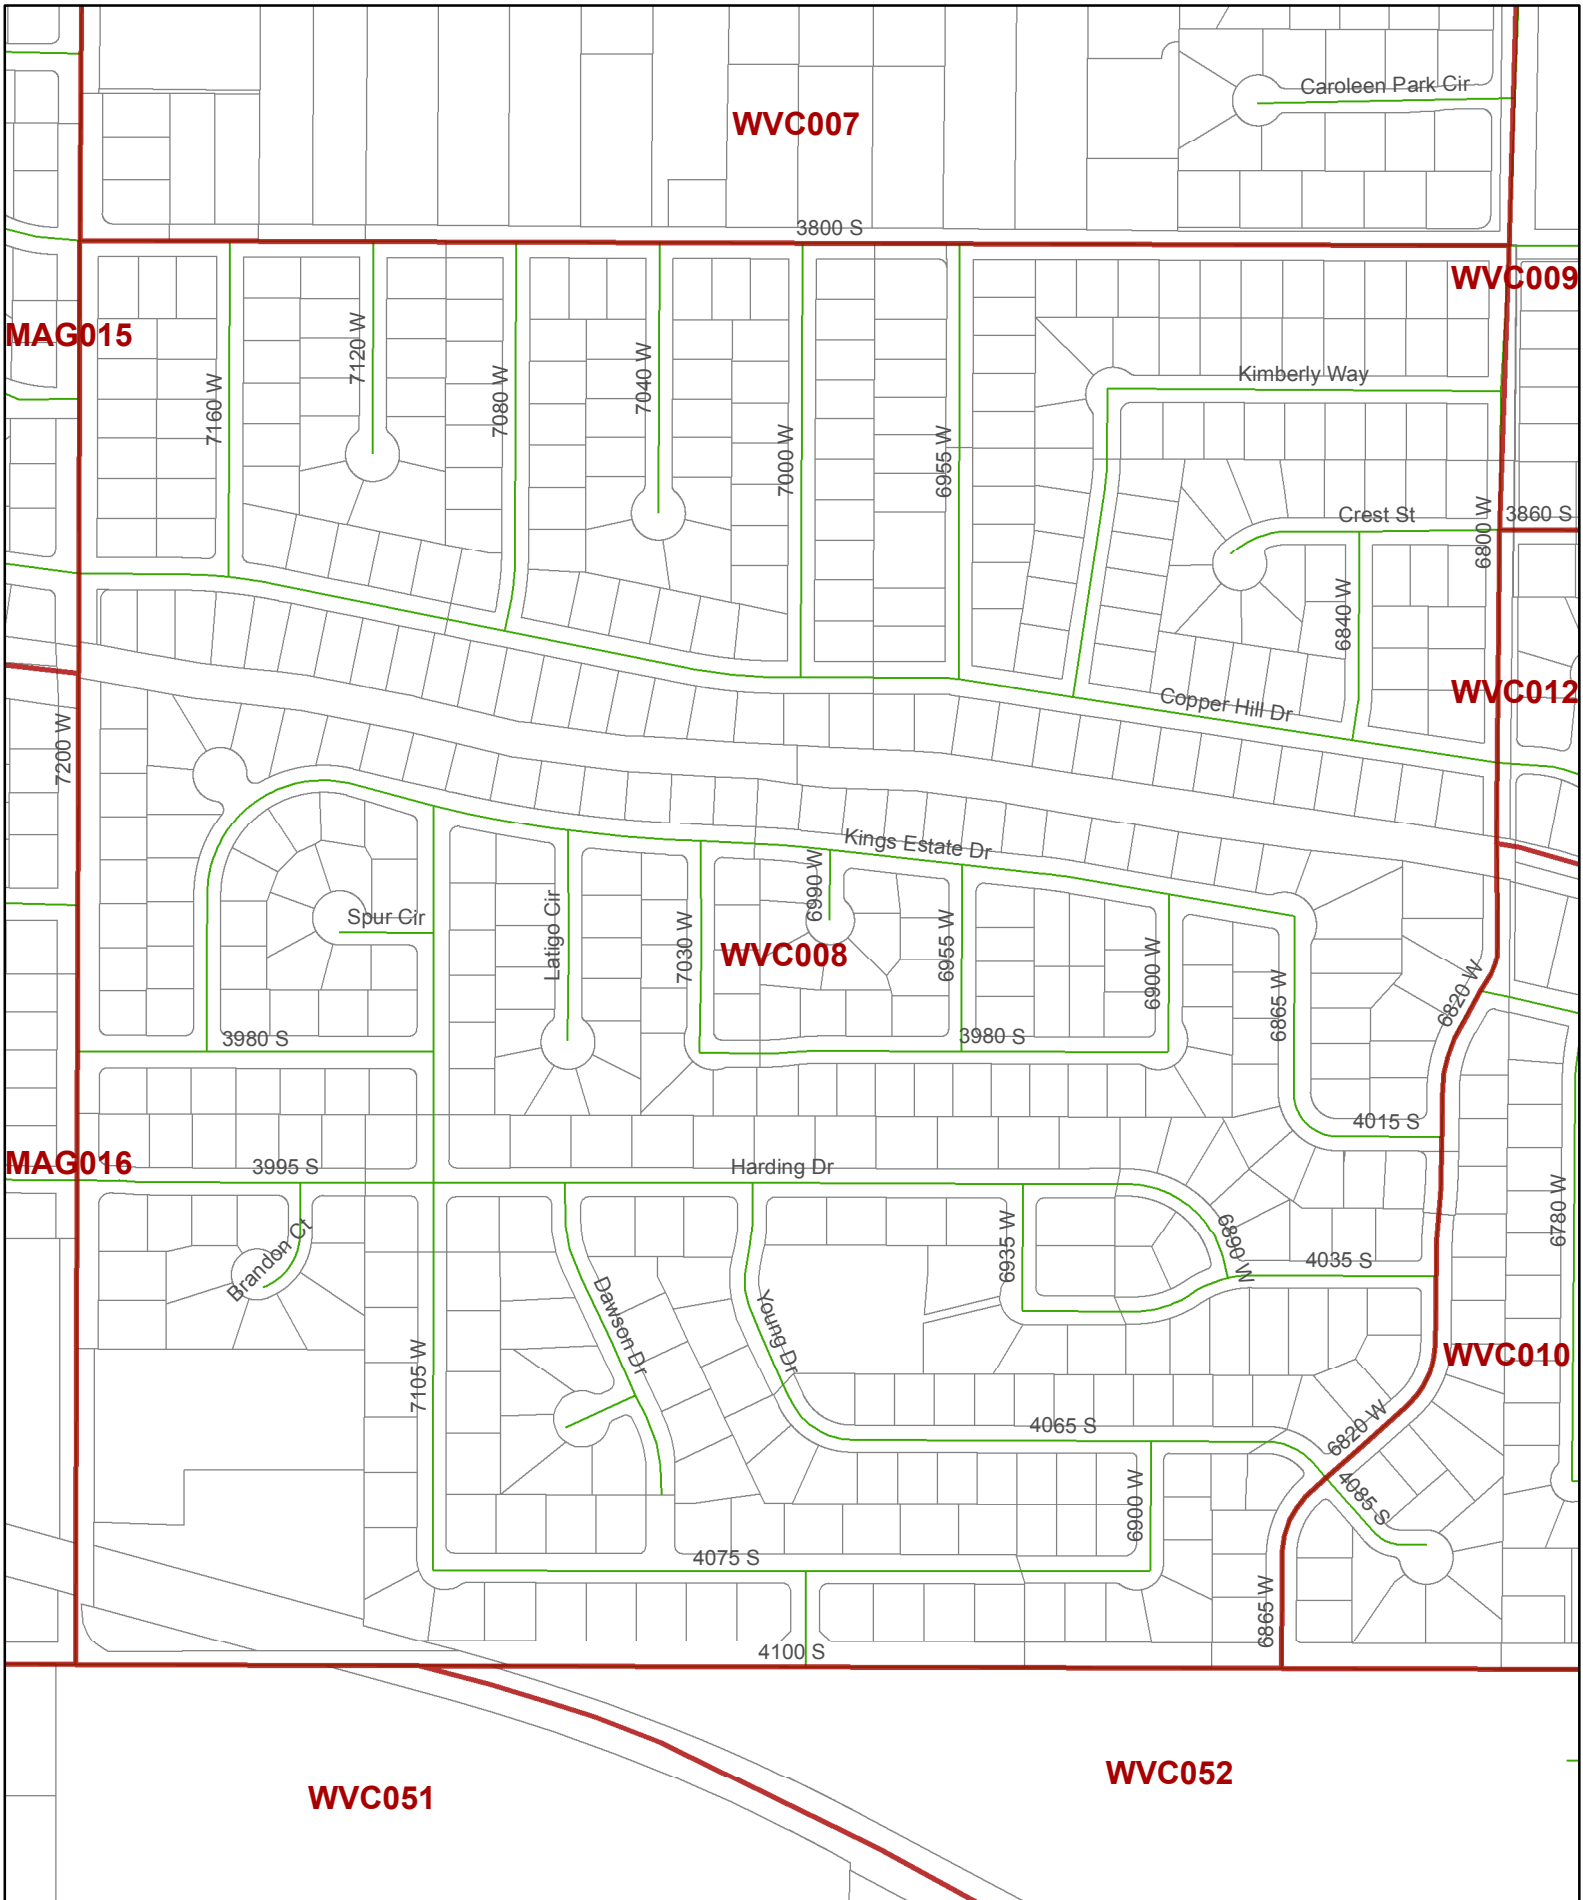 Caroleen Park Cir
WVC007
3800 S
WVC009
MAG015
7120 W
7040 W
7160 W
7080 W
Kimberly Way
7000 W
6955 W
Crest St
6800 W
3860 S
6840 W
Copper Hill Dr
WVC012
7200 W
Kings Estate Dr
6990 W
Spur Cir
Latigo Cir
7030 W
WVC008
6955 W
6900 W
6865 W
6820 W
3980 S
3980 S
4015 S
MAG016
3995 S
Harding Dr
6780 W
Brandon Ct
6935 W
6890 W
4035 S
Dawson Dr
Young Dr
7105 W
WVC010
4065 S
6820 W
6900 W
4085 S
4075 S
6865 W
4100 S
WVC052
WVC051